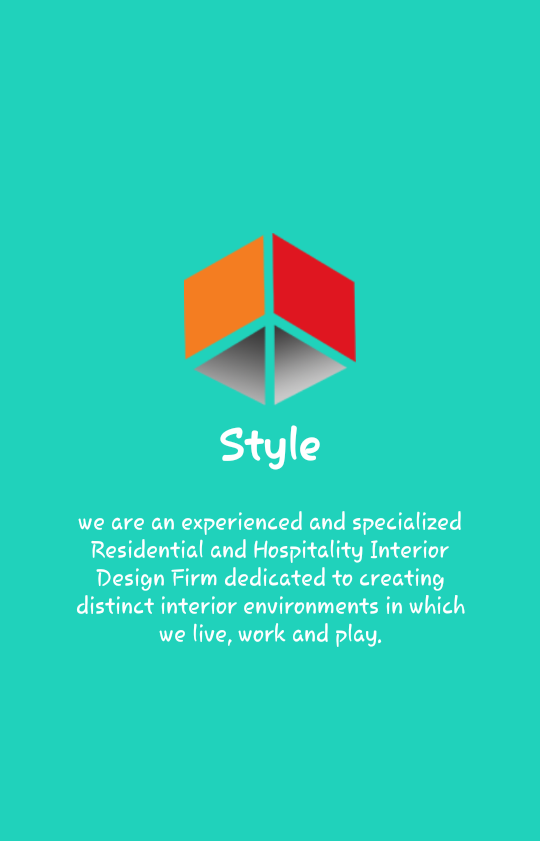 Style
we are an experienced and specialized
Residential and Hospitality Interior
Design Firm dedicated to creating
distinct interior environments in which
we live, work and play.